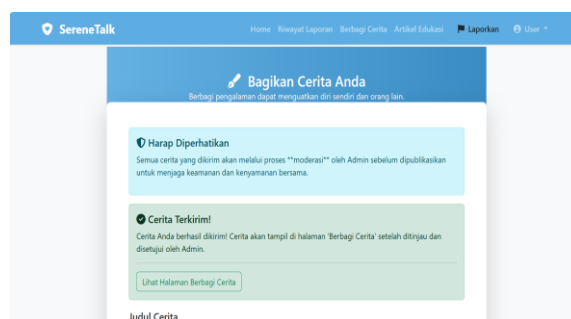 SereneTalk
Home Riwayat Laporan Berbagi Cerita Artikel Edukasi Laporkan User
Bagikan Cerita Anda
Berbagi pengalaman dapat menguatkan diri sendiri dan orang lain.
Harap Diperhatikan
Semua cerita yang dikirim akan melalui proses **moderasi** oleh Admin sebelum dipublikasikan
untuk menjaga keamanan dan kenyamanan bersama.
Cerita Terkirim!
Cerita Anda berhasil dikirim! Cerita akan tampil di halaman 'Berbagi Cerita' setelah ditinjau dan
disetujui oleh Admin.
Lihat Halaman Berbagi Cerita
Judul Cerita